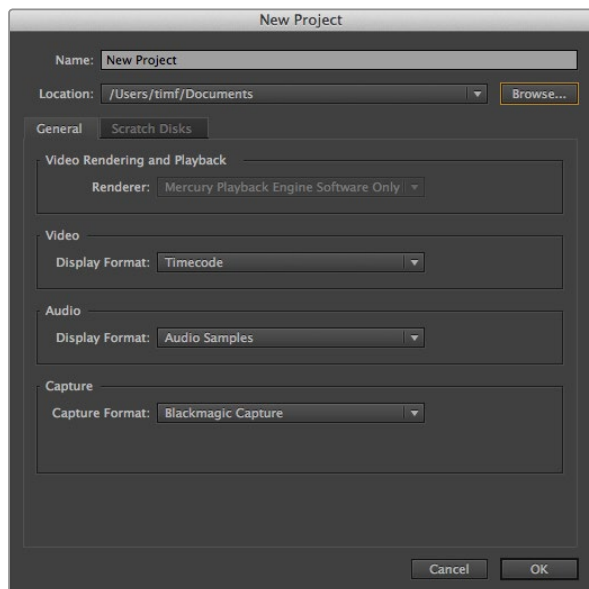 New Project
Name: New Project
Location: /Users/timf/Documents Browse...
General Scratch Disks
Video Rendering and Playback
Renderer: Mercury Playback Engine Software Only
Video
Display Format: Timecode
Audio
Display Format: Audio Samples
Capture
Capture Format: Blackmagic Capture
Cancel OK